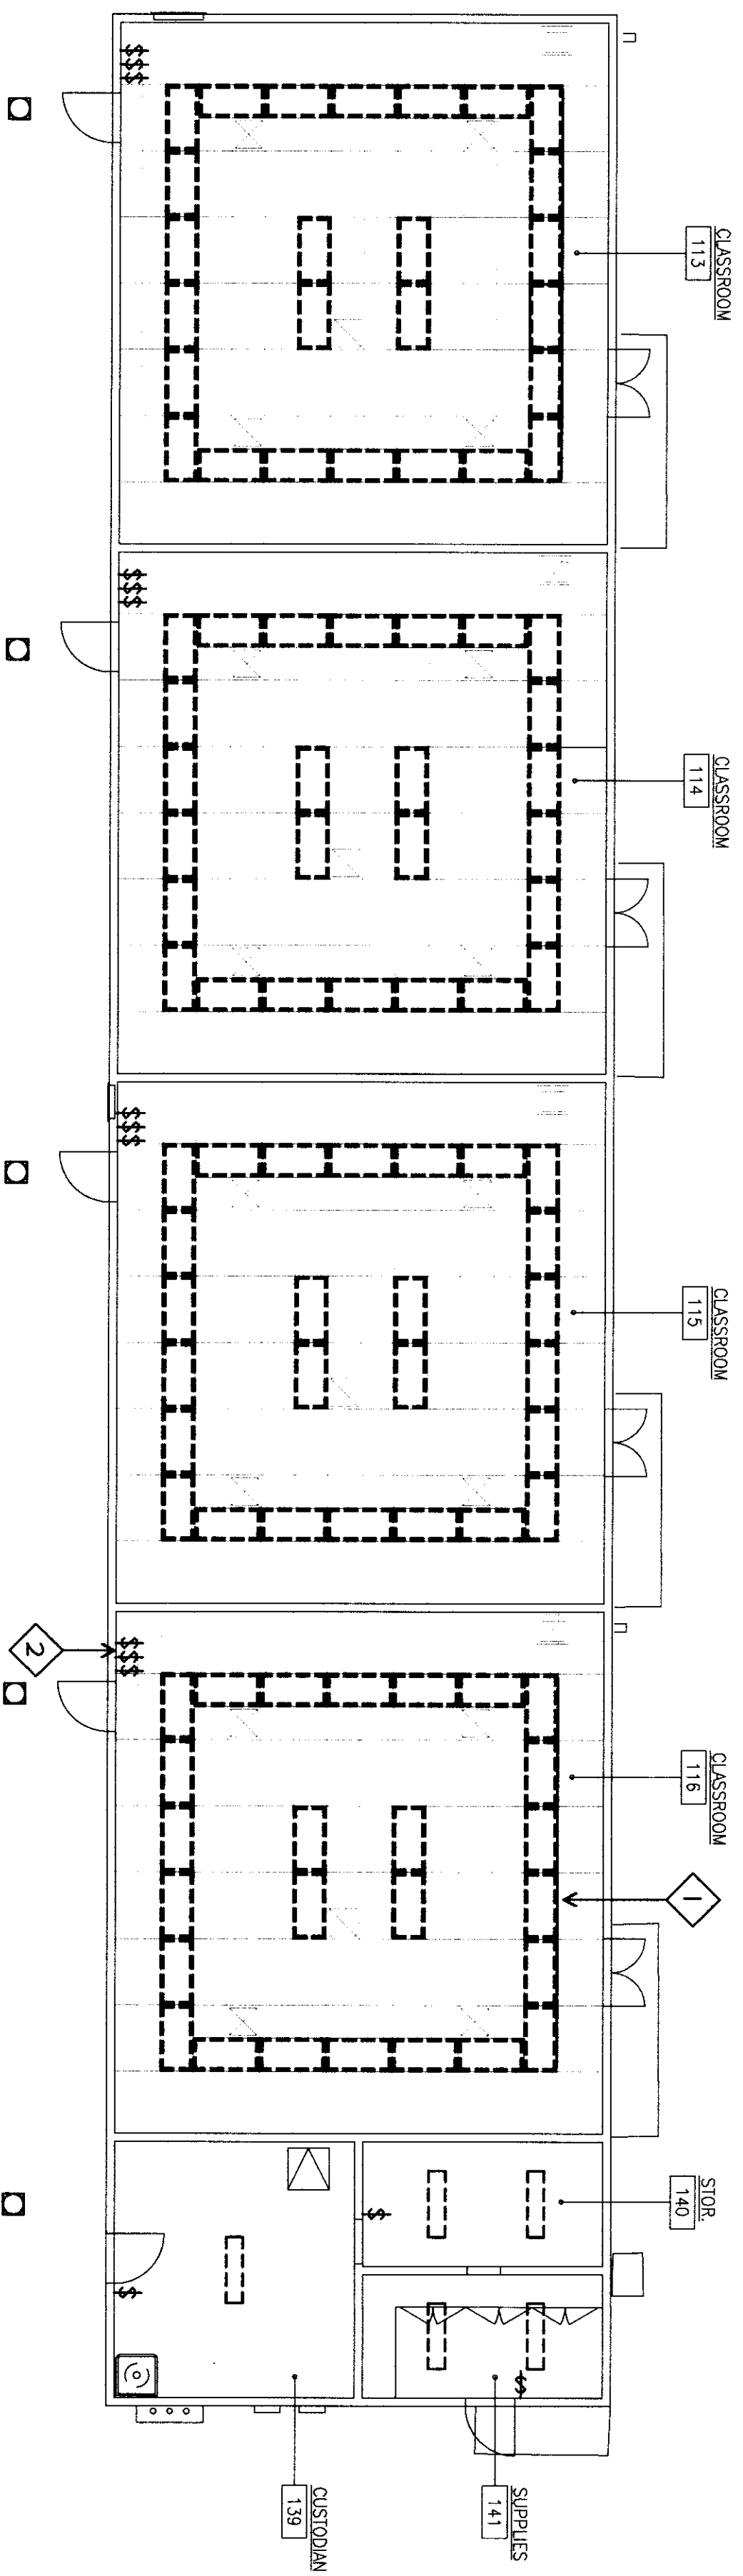 CLASSROOM
113
CLASSROOM
114
CLASSROOM
115
CLASSROOM
116
1
2
STOR.
140
SUPPLIES
141
CUSTODIAN
139
$$$
$$$
$$$
$$$
$
$
$